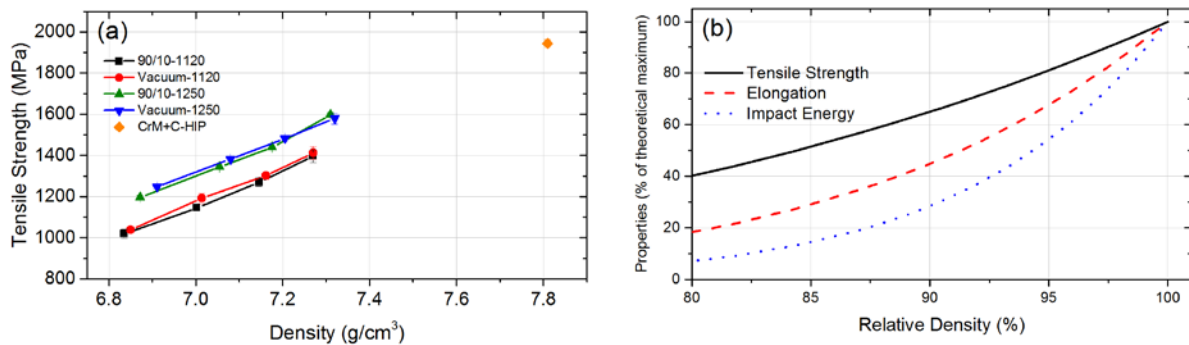 (a)
Tensile Strength (MPa)
2000
1800
1600
1400
1200
1000
800
90/10-1120
Vacuum-1120
90/10-1250
Vacuum-1250
CrM+C-HIP
6.8 7.0 7.2 7.4 7.6 7.8
Density (g/cm³)
(b)
Properties (% of theoretical maximum)
100
80
60
40
20
0
Tensile Strength
Elongation
Impact Energy
80 85 90 95 100
Relative Density (%)